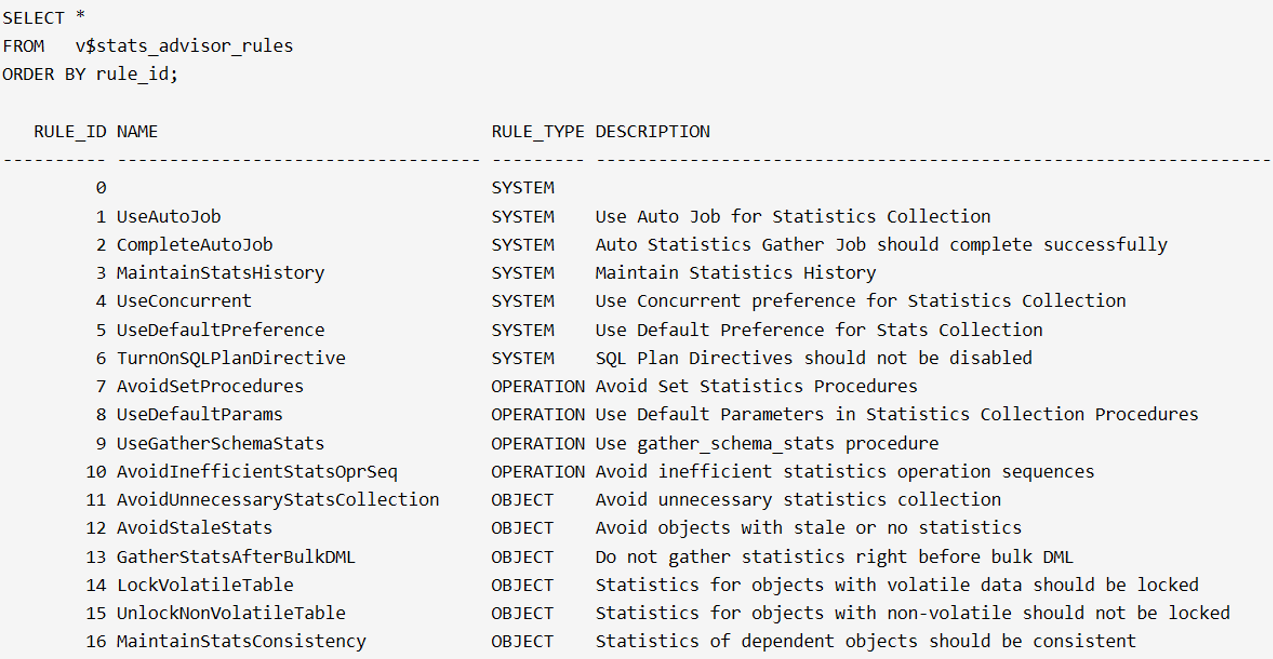 SELECT *
FROM   v$stats_advisor_rules
ORDER BY rule_id;

   RULE_ID NAME                                RULE_TYPE DESCRIPTION
---------- ----------------------------------- --------- -----------------------------------------------------------------
         0                                     SYSTEM
         1 UseAutoJob                          SYSTEM    Use Auto Job for Statistics Collection
         2 CompleteAutoJob                     SYSTEM    Auto Statistics Gather Job should complete successfully
         3 MaintainStatsHistory                SYSTEM    Maintain Statistics History
         4 UseConcurrent                       SYSTEM    Use Concurrent preference for Statistics Collection
         5 UseDefaultPreference                SYSTEM    Use Default Preference for Stats Collection
         6 TurnOnSQLPlanDirective              SYSTEM    SQL Plan Directives should not be disabled
         7 AvoidSetProcedures                  OPERATION Avoid Set Statistics Procedures
         8 UseDefaultParams                    OPERATION Use Default Parameters in Statistics Collection Procedures
         9 UseGatherSchemaStats                OPERATION Use gather_schema_stats procedure
        10 AvoidInefficientStatsOprSeq         OPERATION Avoid inefficient statistics operation sequences
        11 AvoidUnnecessaryStatsCollection     OBJECT    Avoid unnecessary statistics collection
        12 AvoidStaleStats                     OBJECT    Avoid objects with stale or no statistics
        13 GatherStatsAfterBulkDML             OBJECT    Do not gather statistics right before bulk DML
        14 LockVolatileTable                   OBJECT    Statistics for objects with volatile data should be locked
        15 UnlockNonVolatileTable              OBJECT    Statistics for objects with non-volatile should not be locked
        16 MaintainStatsConsistency            OBJECT    Statistics of dependent objects should be consistent